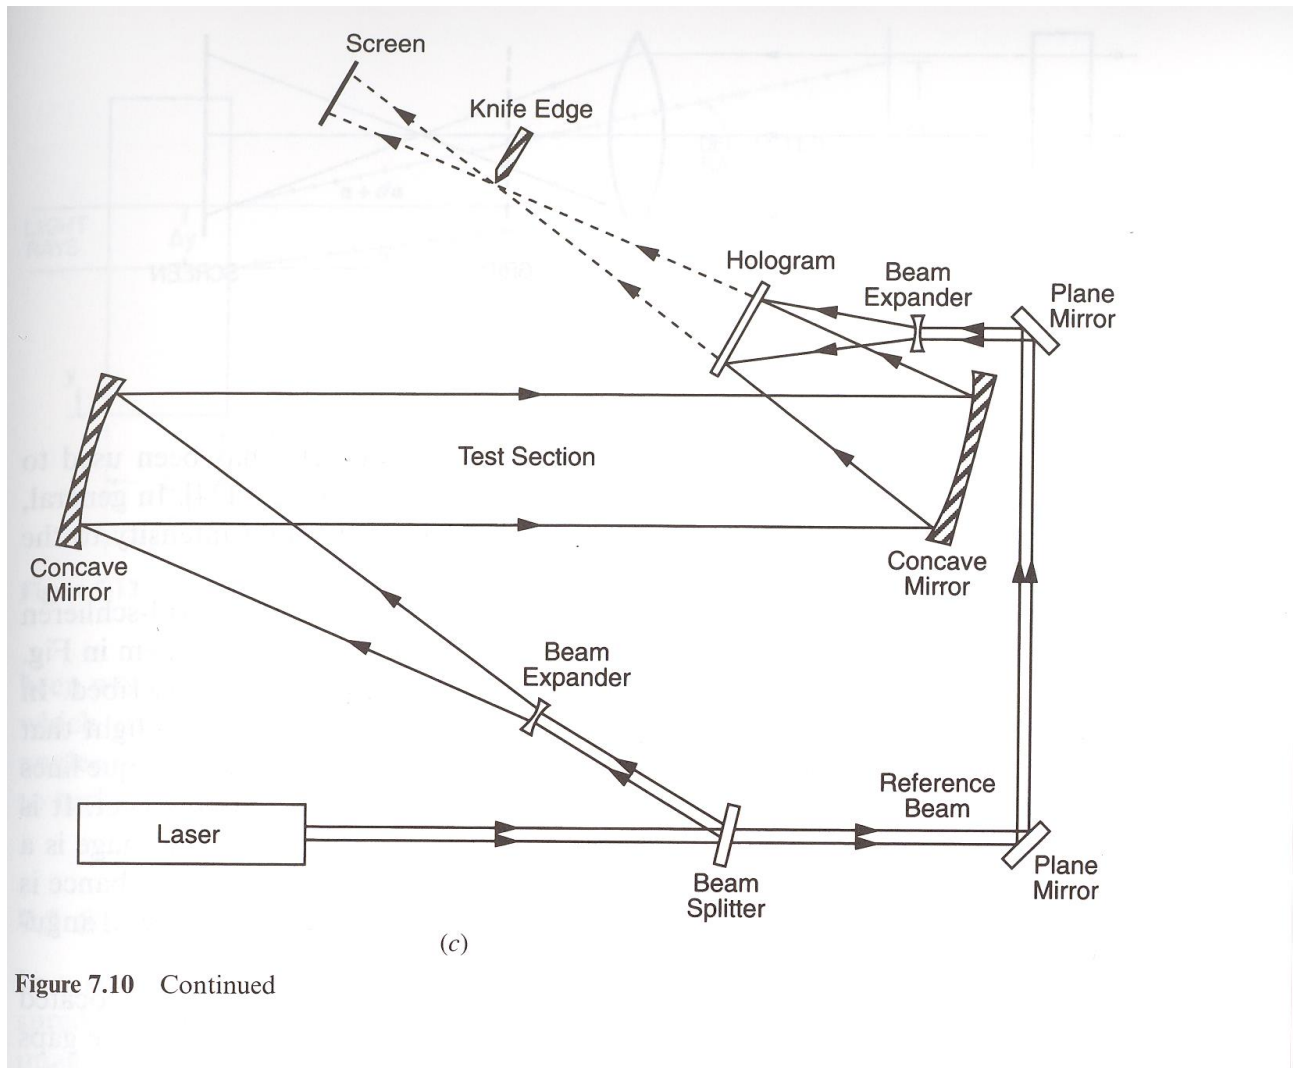 Screen
Knife Edge
Hologram
Beam
Expander
Plane
Mirror
Test Section
Concave
Mirror
Concave
Mirror
Beam
Expander
Reference
Beam
Laser
Plane
Mirror
Beam
Splitter
(c)
Figure 7.10 Continued